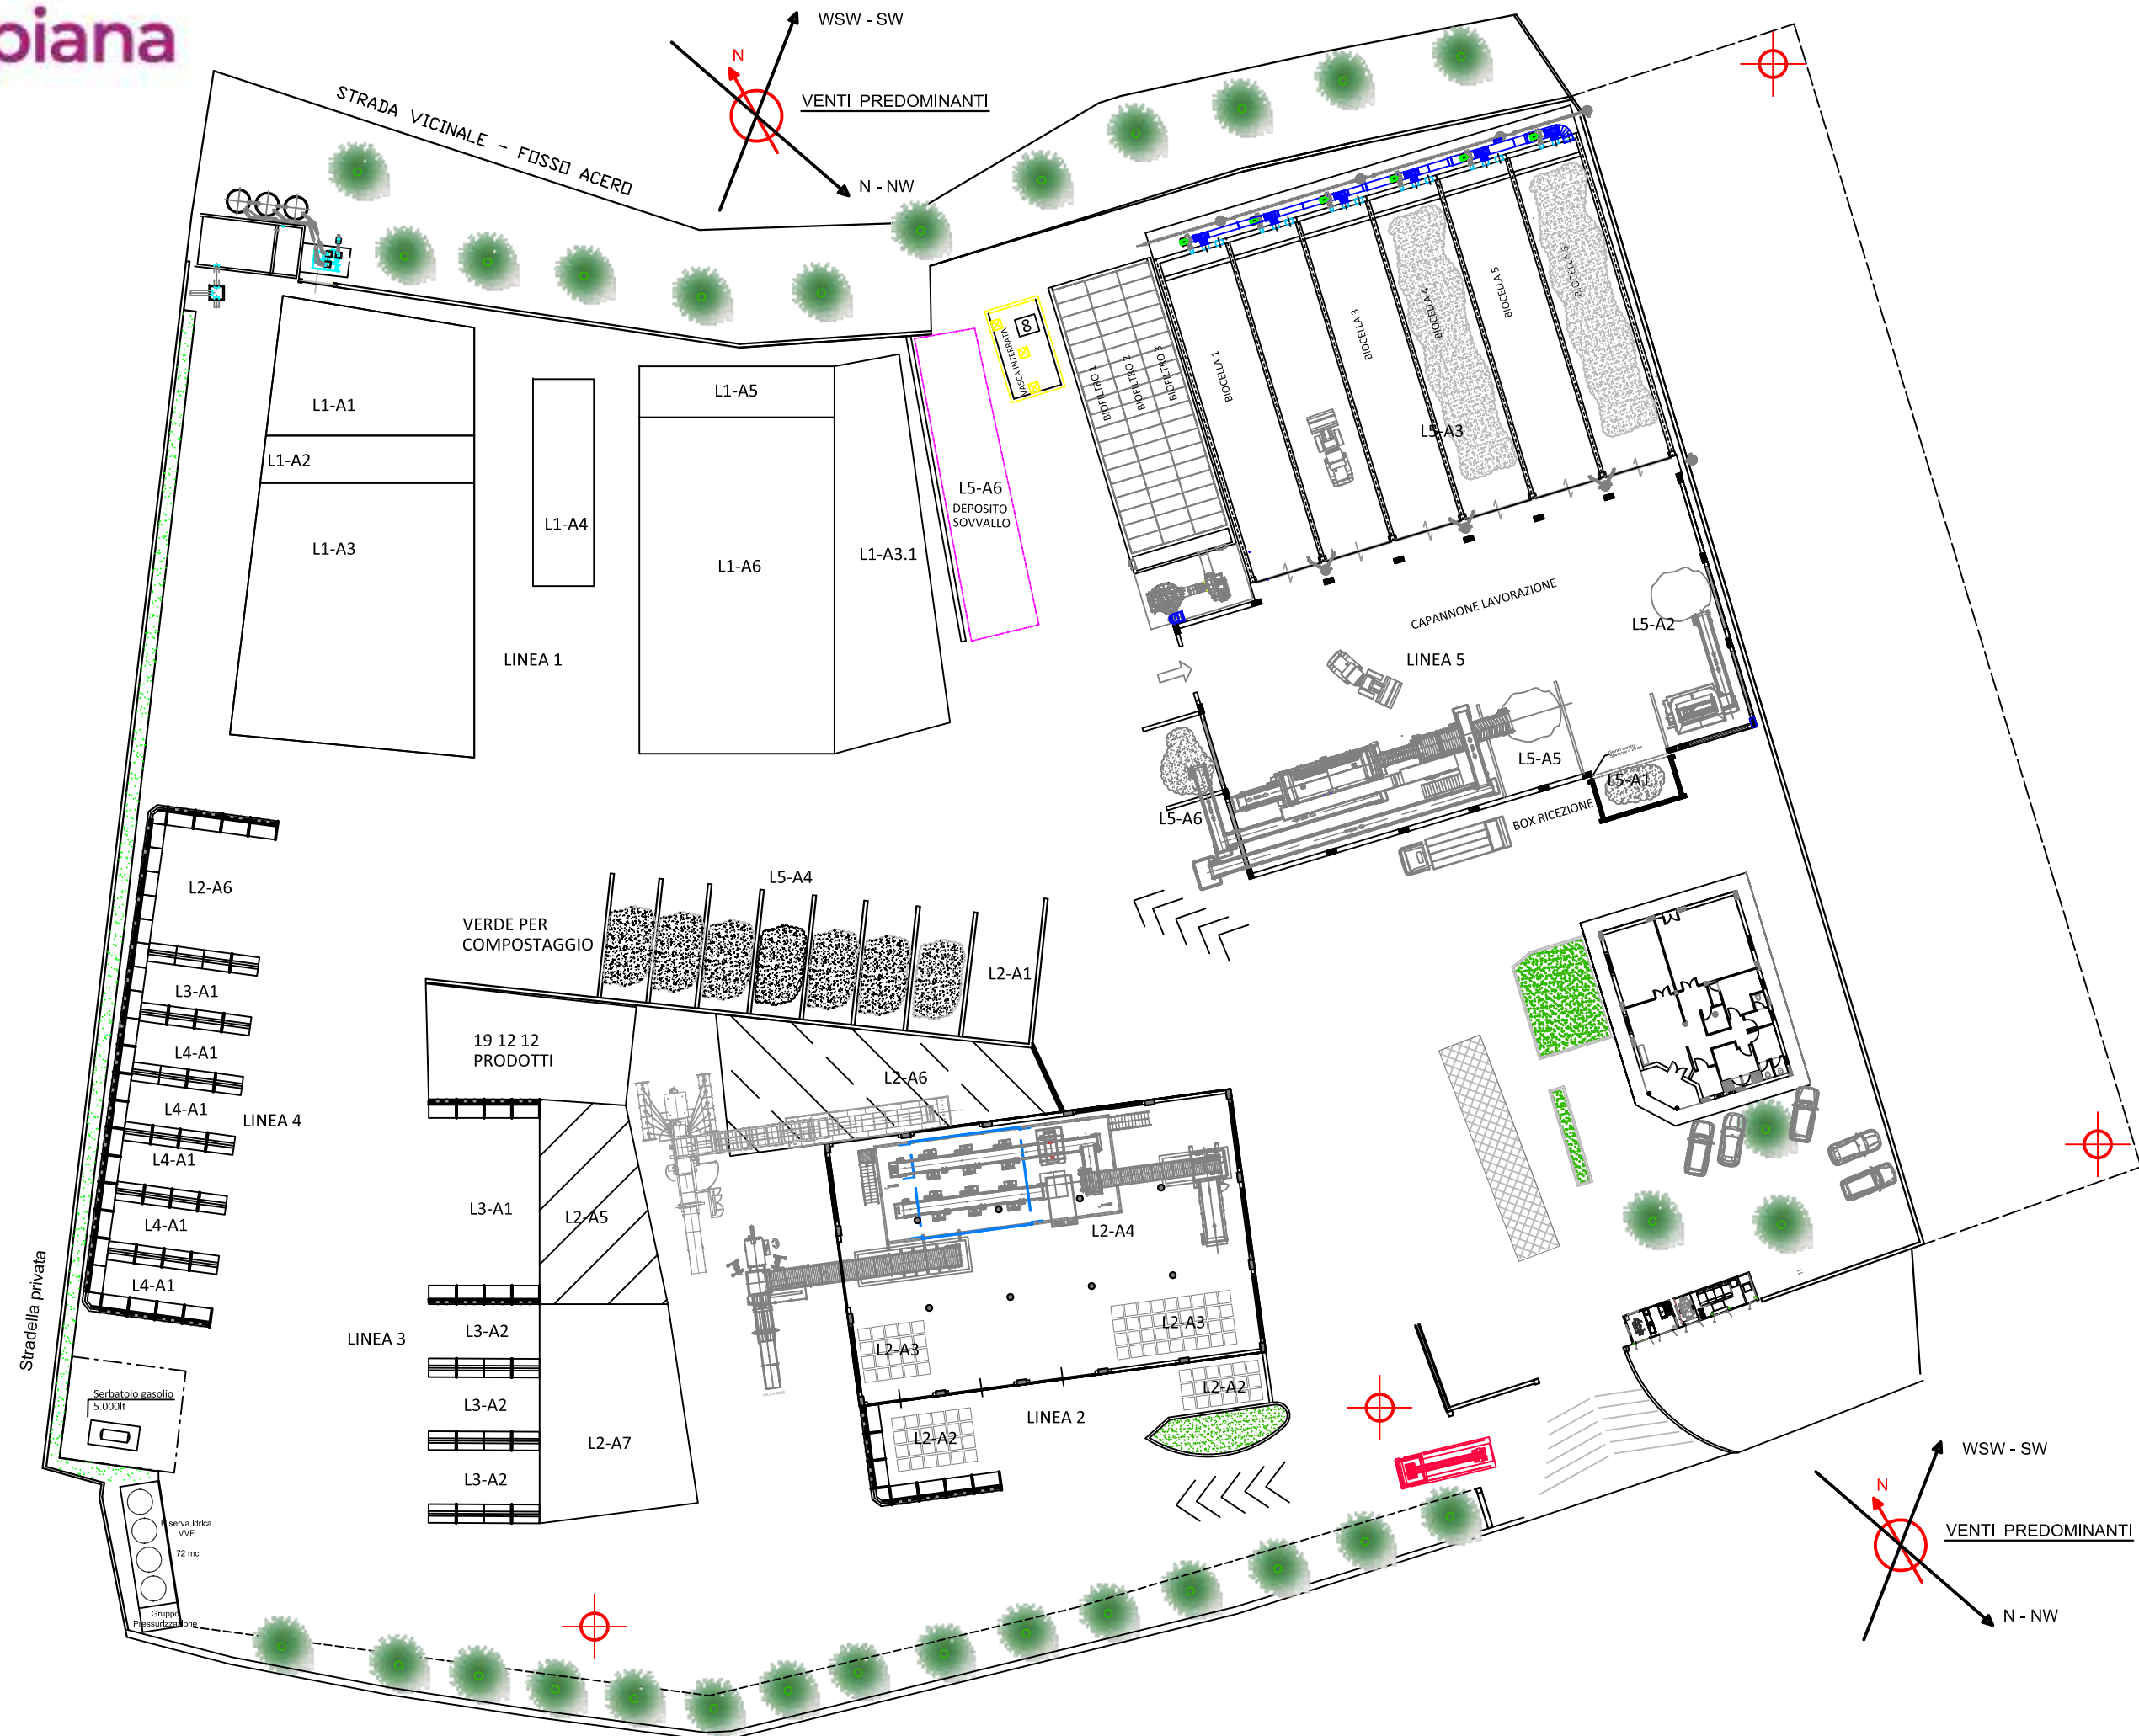 piana
WSW - SW
N
VENTI PREDOMINANTI
N - NW
STRADA VICINALE - FOSSO ACERO
L1-A1
L1-A2
L1-A3
L1-A4
L1-A5
L1-A6
L1-A3.1
LINEA 1
L5-A6
DEPOSITO
SOVVALLO
VASCA INTERRATA
BIOFILTRO 1
BIOFILTRO 2
BIOFILTRO 3
BIOCELLA 1
BIOCELLA 3
BIOCELLA 4
BIOCELLA 5
BIOCELLA 6
L5-A3
CAPANNONE LAVORAZIONE
LINEA 5
L5-A2
L5-A5
L5-A1
L5-A6
BOX RICEZIONE
L2-A6
L3-A1
L4-A1
L4-A1
L4-A1
L4-A1
L4-A1
LINEA 4
VERDE PER
COMPOSTAGGIO
L5-A4
L2-A1
19 12 12
PRODOTTI
L2-A6
L3-A1
L2-A5
L2-A4
LINEA 3
L3-A2
L3-A2
L3-A2
L2-A7
L2-A3
L2-A3
L2-A2
L2-A2
LINEA 2
Stradella privata
Serbatoio gasolio
5.000lt
Riserva idrica
VVF
72 mc
Gruppo
Pressurizzazione
WSW - SW
N
VENTI PREDOMINANTI
N - NW